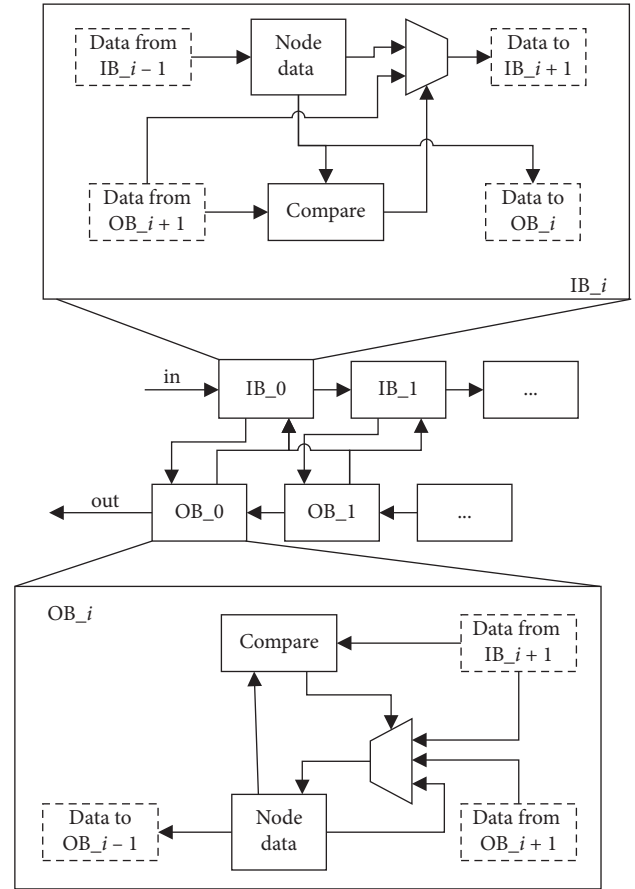 Data from
IB_i – 1
Node
data
Data to
IB_i + 1
Data from
OB_i + 1
Compare
Data to
OB_i
IB_i
in
IB_0
IB_1
...
out
OB_0
OB_1
...
OB_i
Compare
Data from
IB_i + 1
Data to
OB_i – 1
Node
data
Data from
OB_i + 1